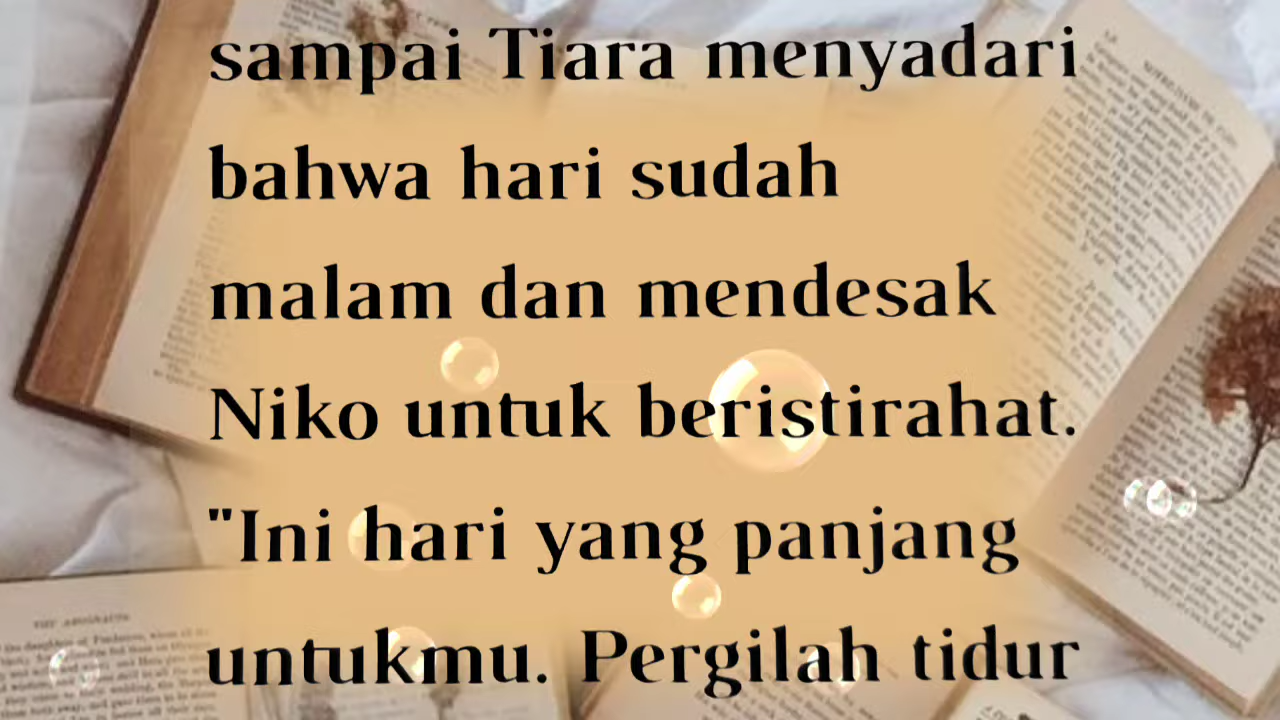 sampai Tiara menyadari
bahwa hari sudah
malam dan mendesak
Niko untuk beristirahat.
"Ini hari yang panjang
untukmu. Pergilah tidur